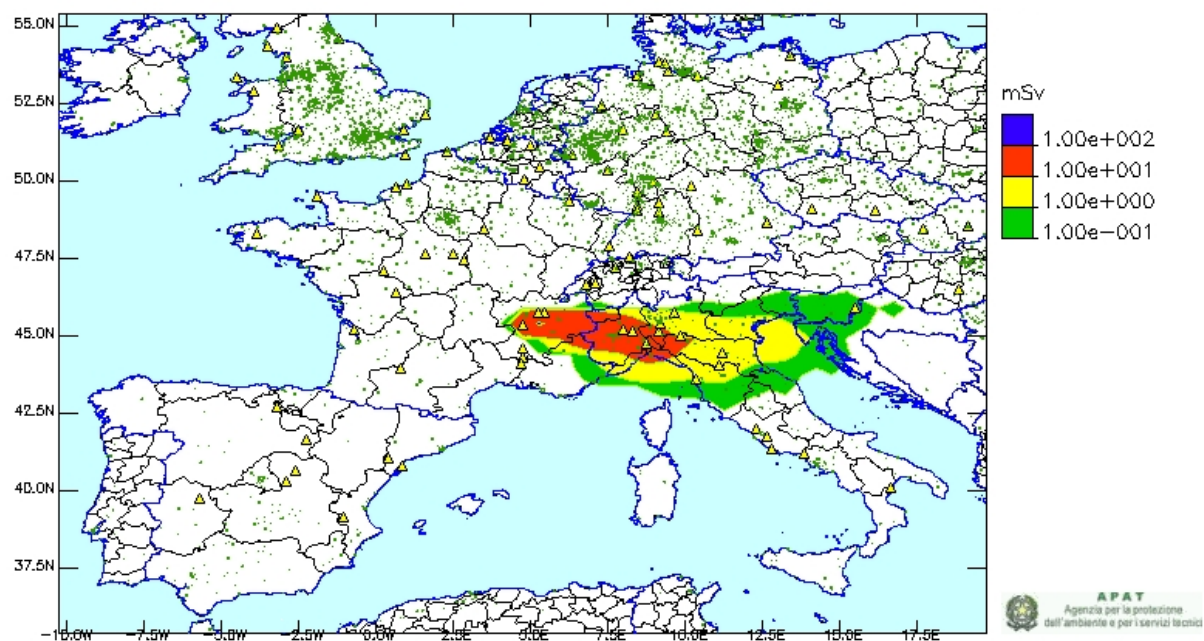 55.0N
52.5N
50.0N
47.5N
45.0N
42.5N
40.0N
37.5N
-10.0W
-7.5W
-5.0W
-2.5W
0.0E
2.5E
5.0E
7.5E
10.0E
12.5E
15.0E
17.5E
mSv
1.00e+002
1.00e+001
1.00e+000
1.00e-001
APAT
Agenzia per la protezione
dell'ambiente e per i servizi tecnici